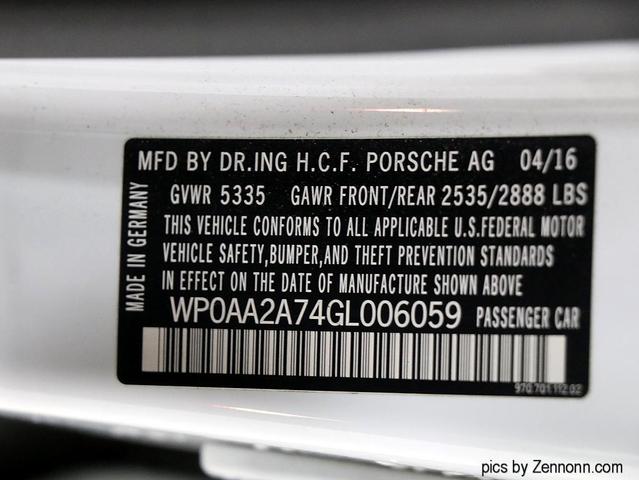 MFD BY DR.ING H.C.F. PORSCHE AG 04/16
GVWR 5335 GAWR FRONT/REAR 2535/2888 LBS
THIS VEHICLE CONFORMS TO ALL APPLICABLE U.S.FEDERAL MOTOR
VEHICLE SAFETY,BUMPER,AND THEFT PREVENTION STANDARDS
IN EFFECT ON THE DATE OF MANUFACTURE SHOWN ABOVE
MADE IN GERMANY
WP0AA2A74GL006059 PASSENGER CAR
970.701.112.02
pics by Zennonn.com